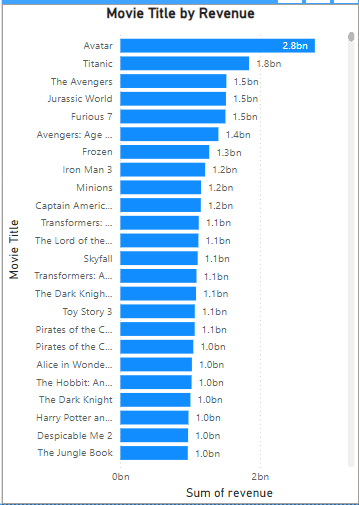 Movie Title by Revenue
Movie Title
Avatar 2.8bn
Titanic 1.8bn
The Avengers 1.5bn
Jurassic World 1.5bn
Furious 7 1.5bn
Avengers: Age ... 1.4bn
Frozen 1.3bn
Iron Man 3 1.2bn
Minions 1.2bn
Captain Americ... 1.2bn
Transformers: ... 1.1bn
The Lord of the... 1.1bn
Skyfall 1.1bn
Transformers: A... 1.1bn
The Dark Knigh... 1.1bn
Toy Story 3 1.1bn
Pirates of the C... 1.1bn
Pirates of the C... 1.0bn
Alice in Wonde... 1.0bn
The Hobbit: An... 1.0bn
The Dark Knight 1.0bn
Harry Potter an... 1.0bn
Despicable Me 2 1.0bn
The Jungle Book 1.0bn
0bn 2bn
Sum of revenue